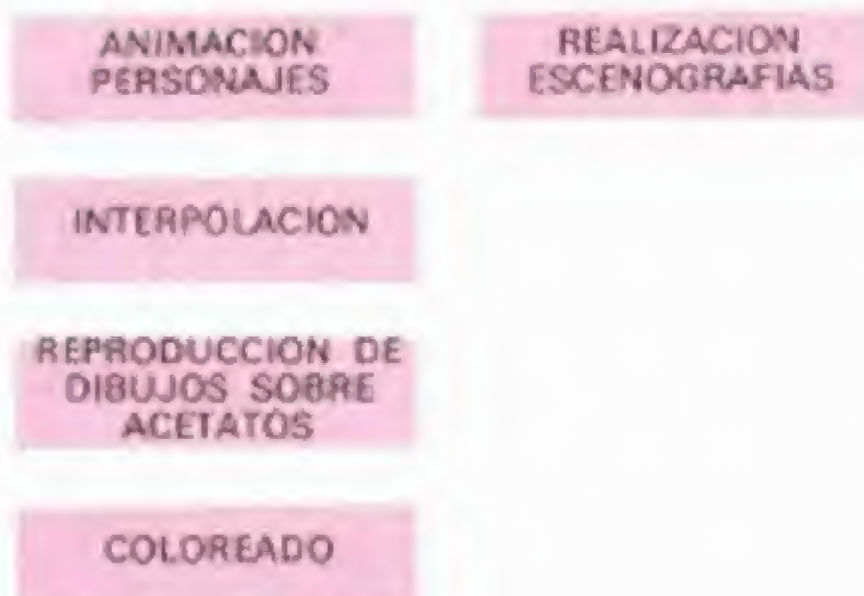 ANIMACION
PERSONAJES
REALIZACION
ESCENOGRAFIAS
INTERPOLACION
REPRODUCCION DE
DIBUJOS SOBRE
ACETATOS
COLOREADO